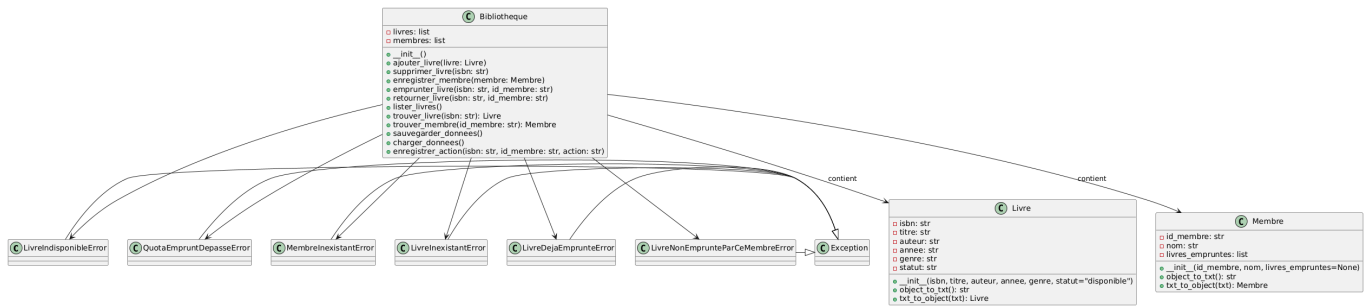 C Bibliotheque
livres: list
membres: list
__init__()
ajouter_livre(livre: Livre)
supprimer_livre(isbn: str)
enregistrer_membre(membre: Membre)
emprunter_livre(isbn: str, id_membre: str)
retourner_livre(isbn: str, id_membre: str)
lister_livres()
trouver_livre(isbn: str): Livre
trouver_membre(id_membre: str): Membre
sauvegarder_donnees()
charger_donnees()
enregistrer_action(isbn: str, id_membre: str, action: str)
contient
contient
C LivreIndisponibleError
C QuotaEmpruntDepasseError
C MembreInexistantError
C LivreInexistantError
C LivreDejaEmprunteError
C LivreNonEmprunteParCeMembreError
C Exception
C Livre
isbn: str
titre: str
auteur: str
annee: str
genre: str
statut: str
__init__(isbn, titre, auteur, annee, genre, statut="disponible")
object_to_txt(): str
txt_to_object(txt): Livre
C Membre
id_membre: str
nom: str
livres_empruntes: list
__init__(id_membre, nom, livres_empruntes=None)
object_to_txt(): str
txt_to_object(txt): Membre